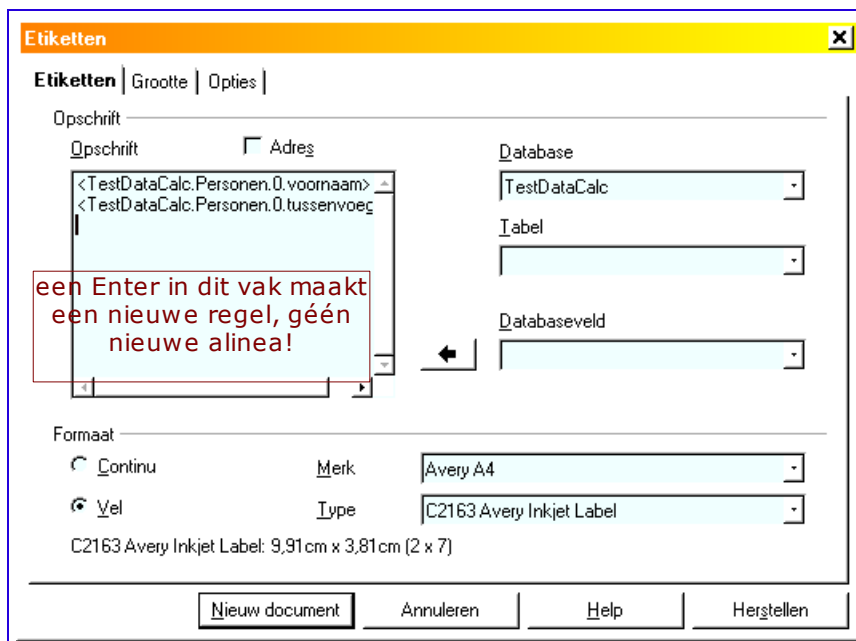 Etiketten
Etiketten Grootte Opties
Opschrift
Opschrift Adres
<TestDataCalc.Personen.0.voornaam>
<TestDataCalc.Personen.0.tussenvoeg
een Enter in dit vak maakt
een nieuwe regel, géén
nieuwe alinea!
Database
TestDataCalc
Tabel
Databaseveld
Formaat
Continu
Vel
Merk Avery A4
Type C2163 Avery Inkjet Label
C2163 Avery Inkjet Label: 9,91cm x 3,81cm (2 x 7)
Nieuw document Annuleren Help Herstellen